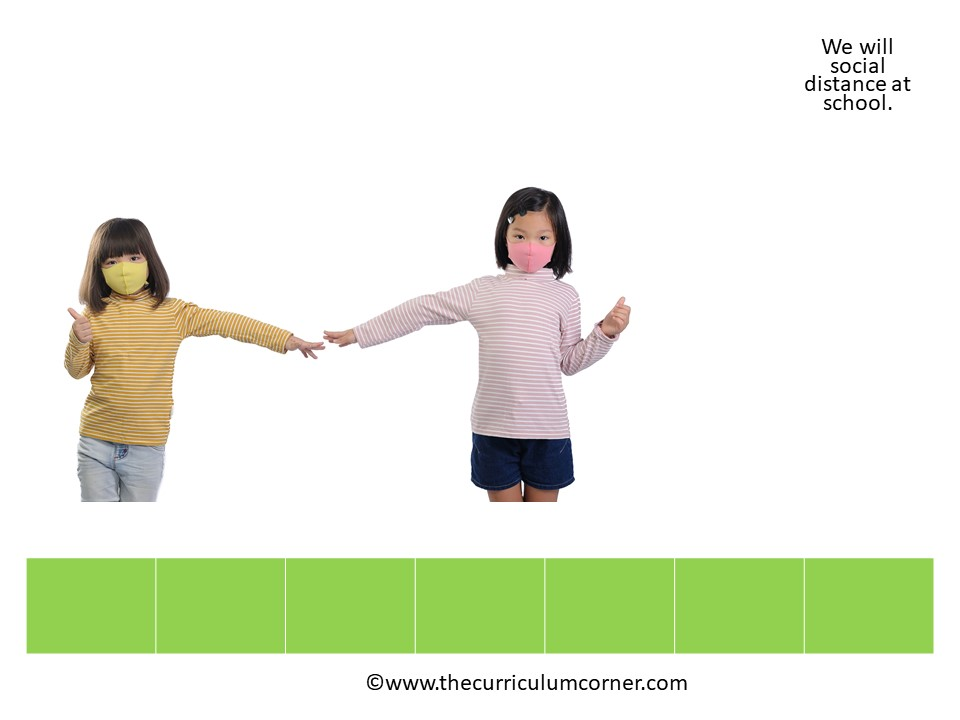 We will
social
distance at
school.
©www.thecurriculumcorner.com